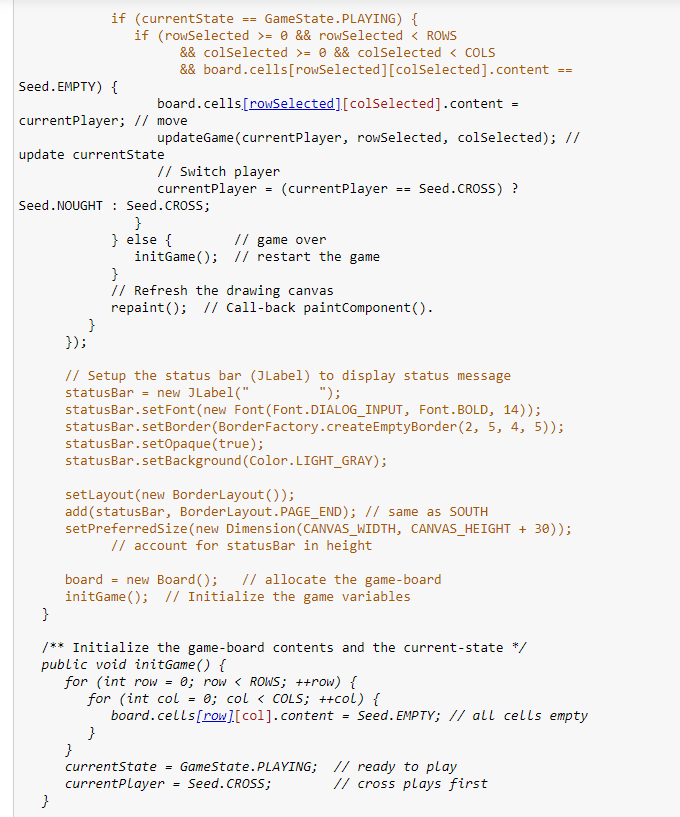 if (currentState == GameState.PLAYING) {
if (rowSelected >= 0 && rowSelected < ROWS
&& colSelected >= 0 && colSelected < COLS
&& board.cells[rowSelected][colSelected].content ==
Seed.EMPTY) {
board.cells[rowSelected][colSelected].content =
currentPlayer; // move
updateGame(currentPlayer, rowSelected, colSelected); //
update currentState
// Switch player
currentPlayer = (currentPlayer == Seed.CROSS) ?
Seed.NOUGHT : Seed.CROSS;
}
} else {        // game over
initGame();  // restart the game
}
// Refresh the drawing canvas
repaint();  // Call-back paintComponent().
}
});
// Setup the status bar (JLabel) to display status message
statusBar = new JLabel("         ");
statusBar.setFont(new Font(Font.DIALOG_INPUT, Font.BOLD, 14));
statusBar.setBorder(BorderFactory.createEmptyBorder(2, 5, 4, 5));
statusBar.setOpaque(true);
statusBar.setBackground(Color.LIGHT_GRAY);
setLayout(new BorderLayout());
add(statusBar, BorderLayout.PAGE_END); // same as SOUTH
setPreferredSize(new Dimension(CANVAS_WIDTH, CANVAS_HEIGHT + 30));
// account for statusBar in height
board = new Board();   // allocate the game-board
initGame();  // Initialize the game variables
}
/** Initialize the game-board contents and the current-state */
public void initGame() {
for (int row = 0; row < ROWS; ++row) {
for (int col = 0; col < COLS; ++col) {
board.cells[row][col].content = Seed.EMPTY; // all cells empty
}
}
currentState = GameState.PLAYING;  // ready to play
currentPlayer = Seed.CROSS;        // cross plays first
}